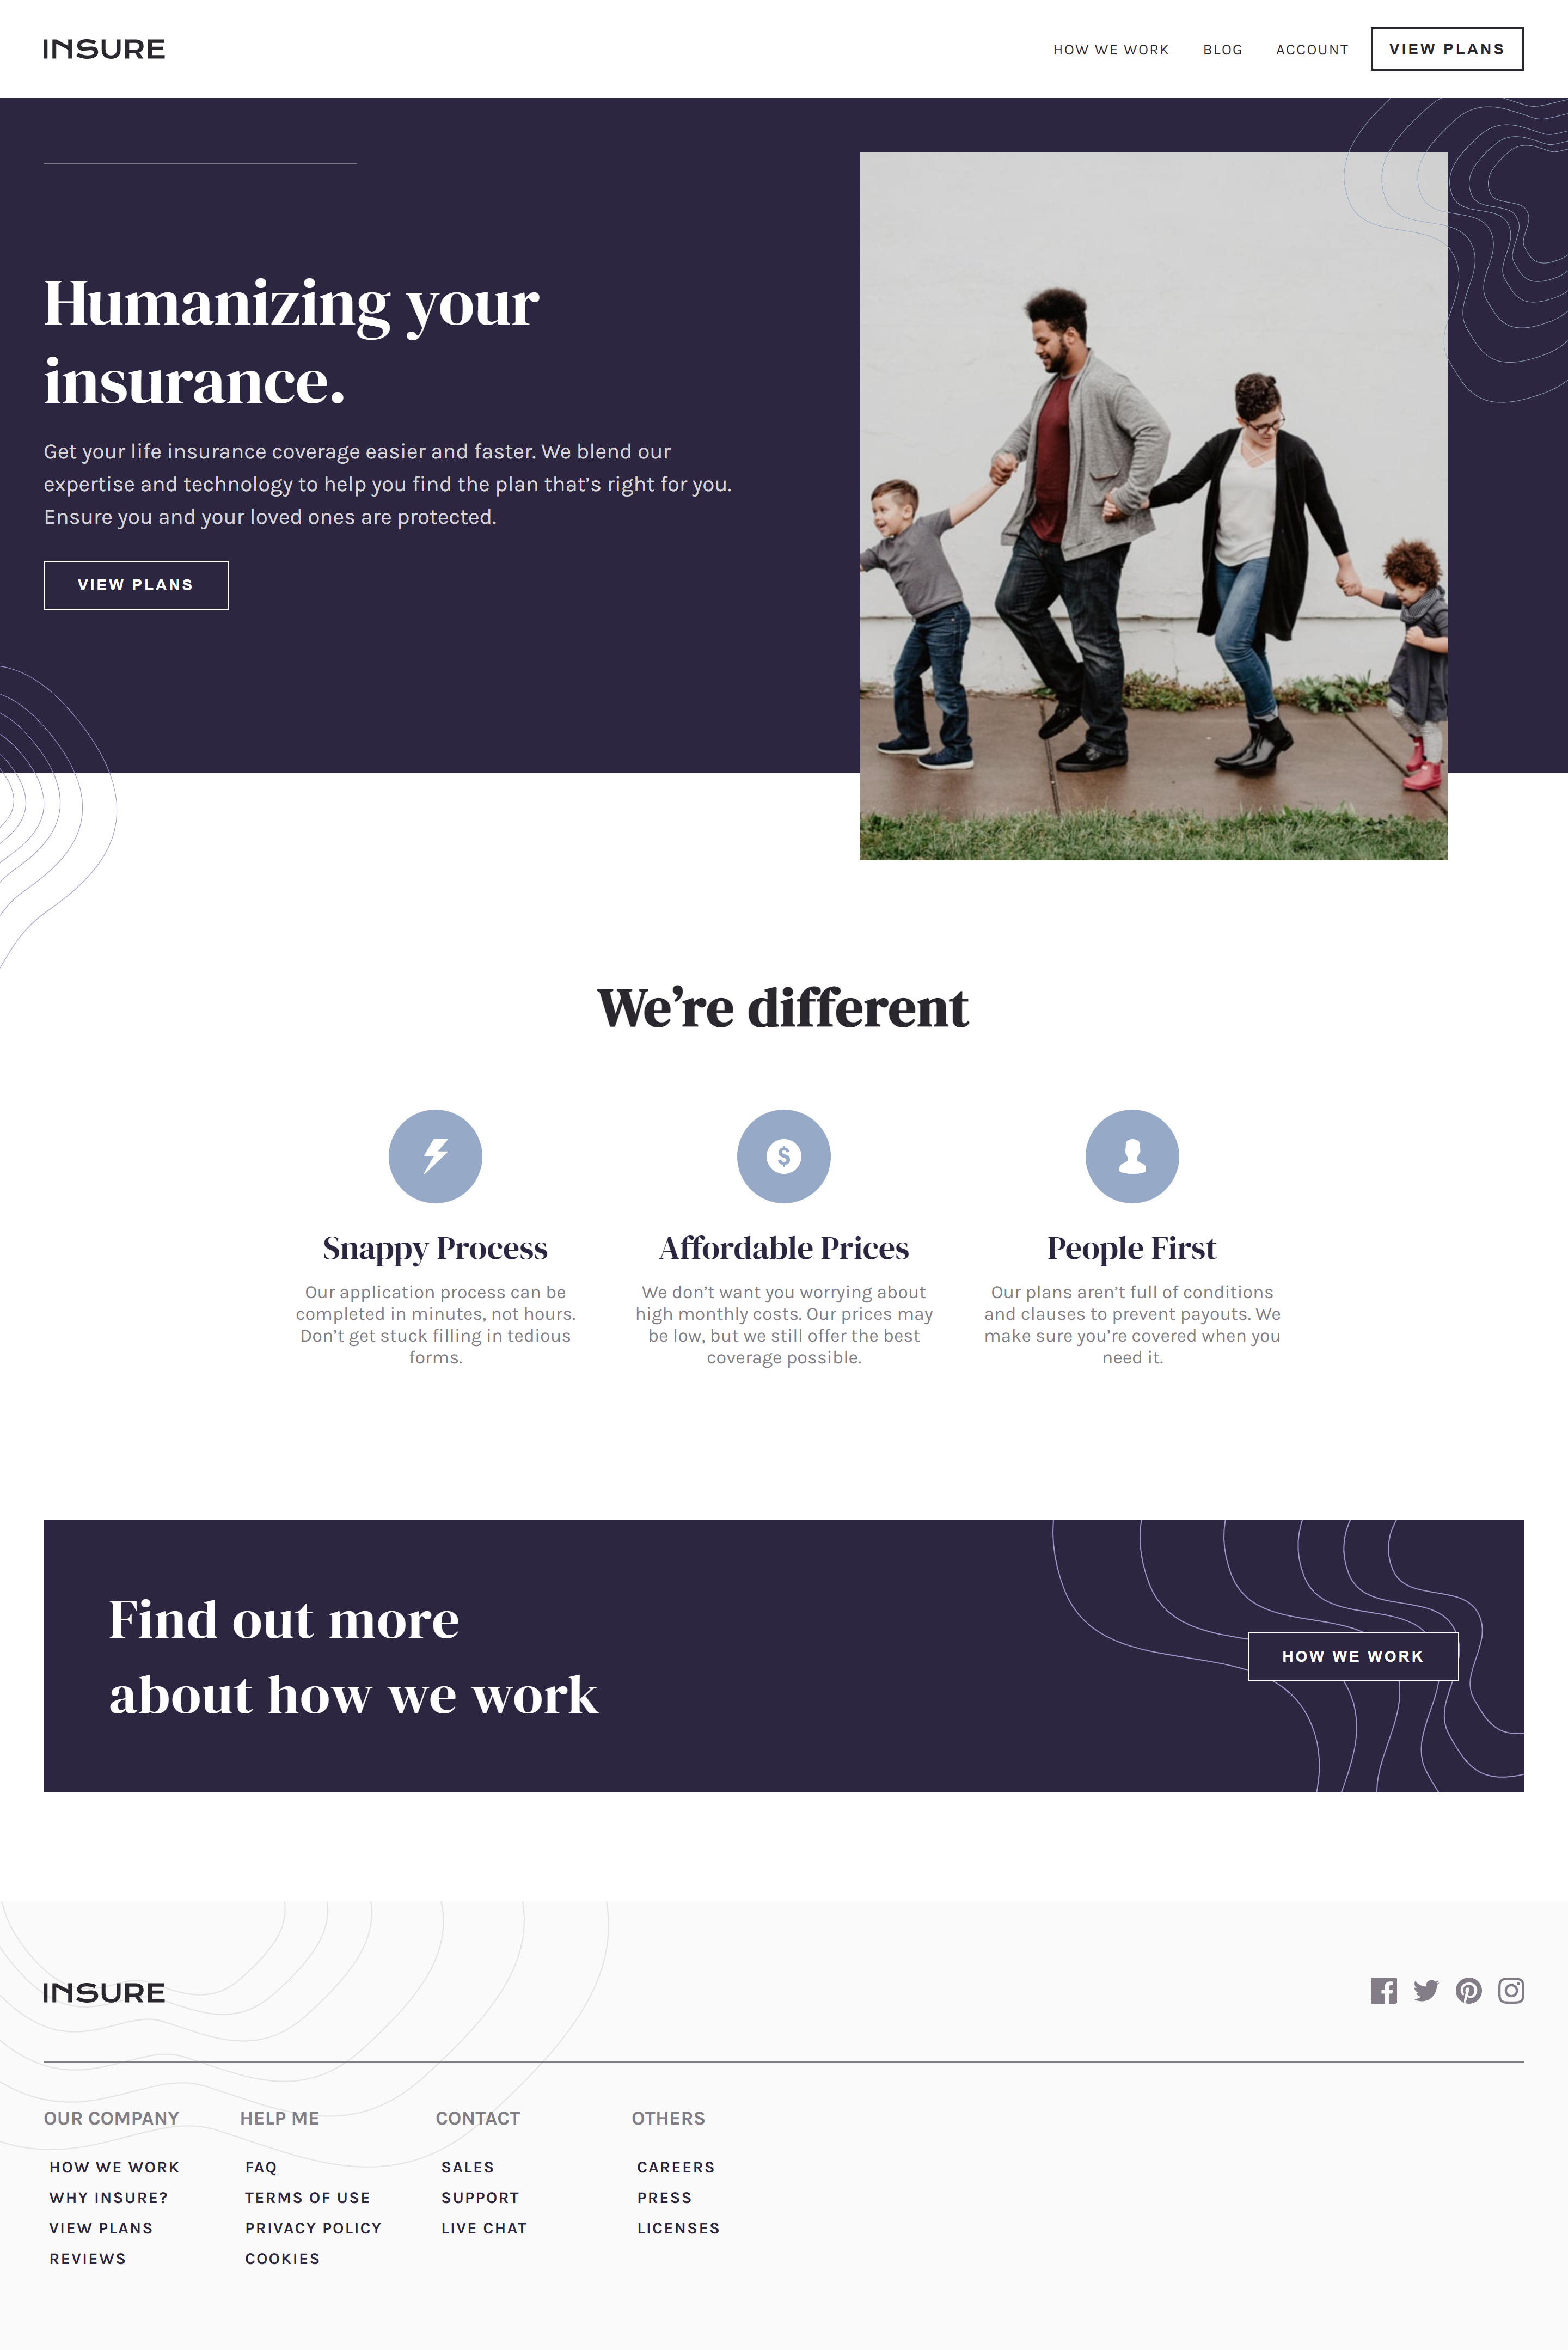 INSURE
HOW WE WORK
BLOG
ACCOUNT
VIEW PLANS
Humanizing your
insurance.
Get your life insurance coverage easier and faster. We blend our
expertise and technology to help you find the plan that’s right for you.
Ensure you and your loved ones are protected.
VIEW PLANS
We’re different
Snappy Process
Our application process can be
completed in minutes, not hours.
Don’t get stuck filling in tedious
forms.
Affordable Prices
We don’t want you worrying about
high monthly costs. Our prices may
be low, but we still offer the best
coverage possible.
People First
Our plans aren’t full of conditions
and clauses to prevent payouts. We
make sure you’re covered when you
need it.
Find out more
about how we work
HOW WE WORK
INSURE
OUR COMPANY
HOW WE WORK
WHY INSURE?
VIEW PLANS
REVIEWS
HELP ME
FAQ
TERMS OF USE
PRIVACY POLICY
COOKIES
CONTACT
SALES
SUPPORT
LIVE CHAT
OTHERS
CAREERS
PRESS
LICENSES